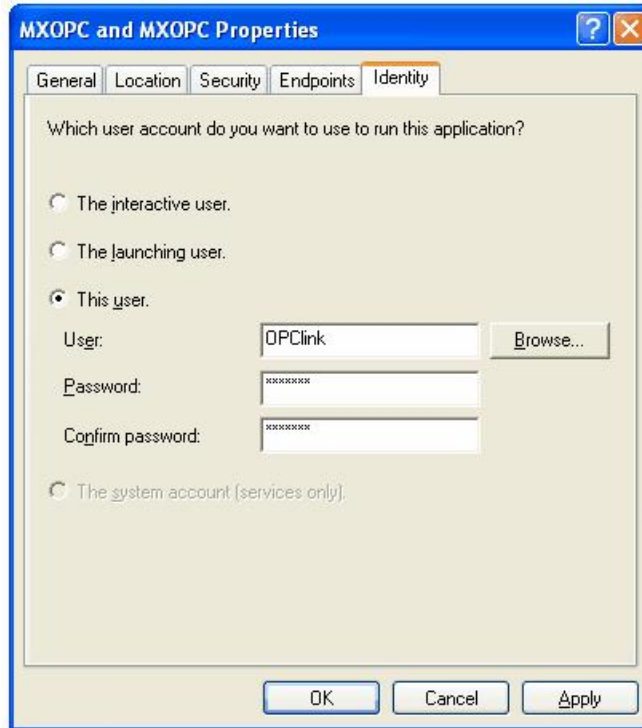 MXOPC and MXOPC Properties
General Location Security Endpoints Identity
Which user account do you want to use to run this application?
The interactive user.
The launching user.
This user.
User: OPClink Browse...
Password: *******
Confirm password: *******
The system account (services only).
OK Cancel Apply